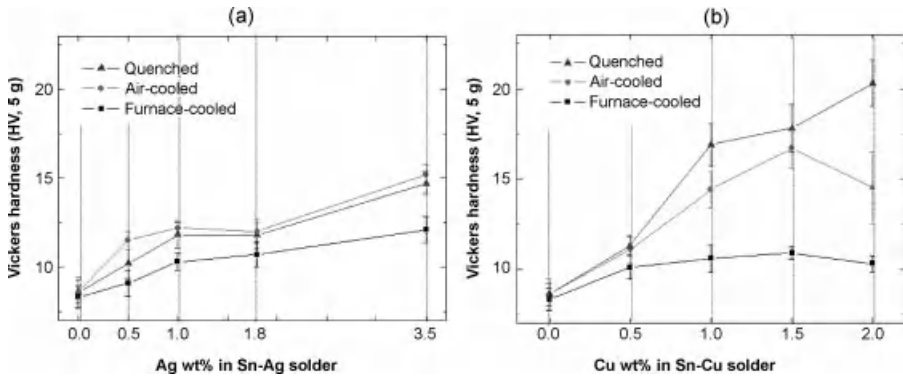 (a)
Vickers hardness (HV, 5 g)
20
15
10
Quenched
Air-cooled
Furnace-cooled
0.0 0.5 1.0 1.8 3.5
Ag wt% in Sn-Ag solder
(b)
Vickers hardness (HV, 5 g)
20
15
10
Quenched
Air-cooled
Furnace-cooled
0.0 0.5 1.0 1.5 2.0
Cu wt% in Sn-Cu solder